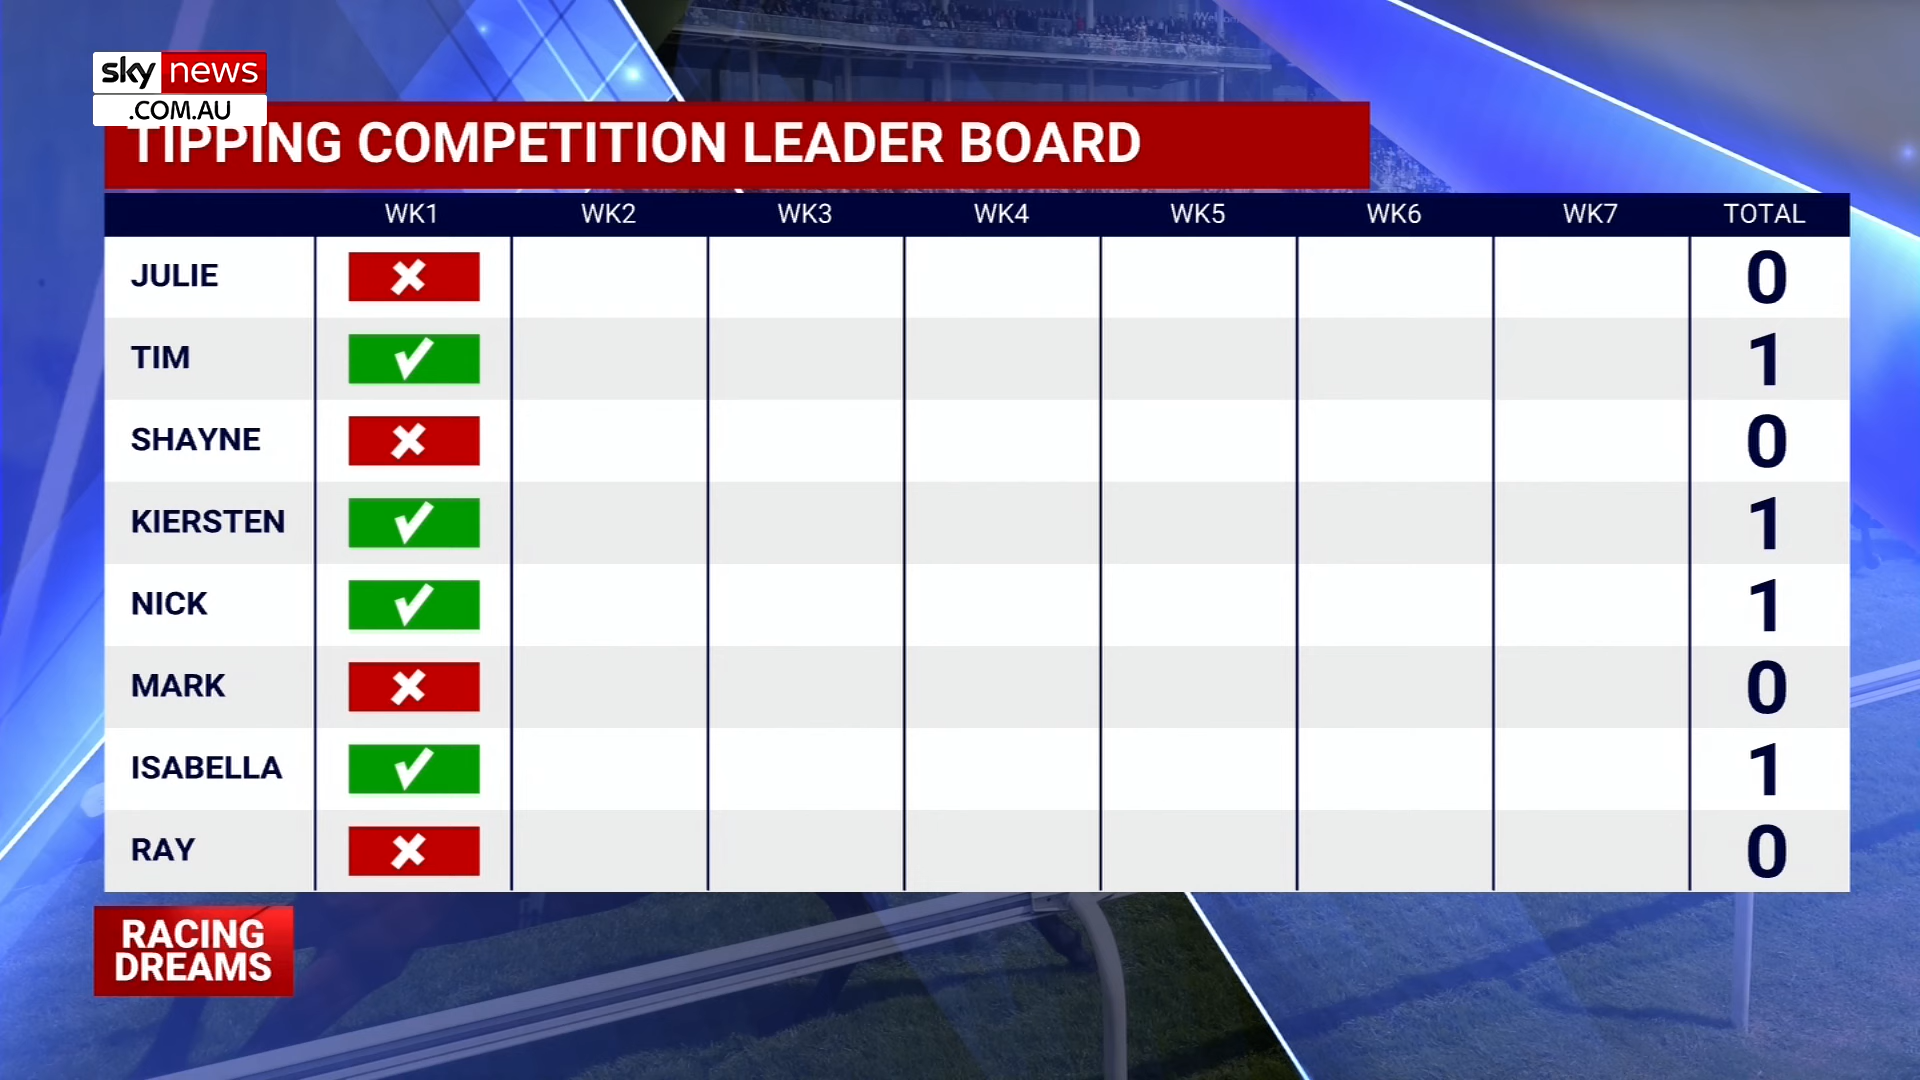 sky news
.COM.AU
TIPPING COMPETITION LEADER BOARD
WK1 WK2 WK3 WK4 WK5 WK6 WK7 TOTAL
JULIE ✖ 0
TIM ✔ 1
SHAYNE ✖ 0
KIERSTEN ✔ 1
NICK ✔ 1
MARK ✖ 0
ISABELLA ✔ 1
RAY ✖ 0
RACING
DREAMS